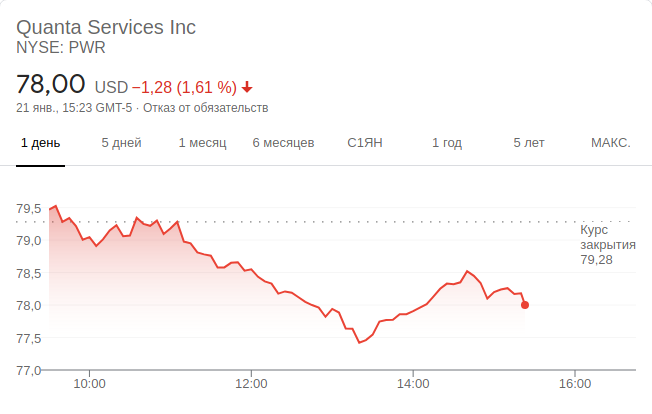 Quanta Services Inc
NYSE: PWR
78,00 USD −1,28 (1,61 %)
21 янв., 15:23 GMT-5 · Отказ от обязательств
1 день 5 дней 1 месяц 6 месяцев С1ЯН 1 год 5 лет МАКС.
79,5
79,0
78,5
78,0
77,5
77,0
Курс
закрытия
79,28
10:00 12:00 14:00 16:00